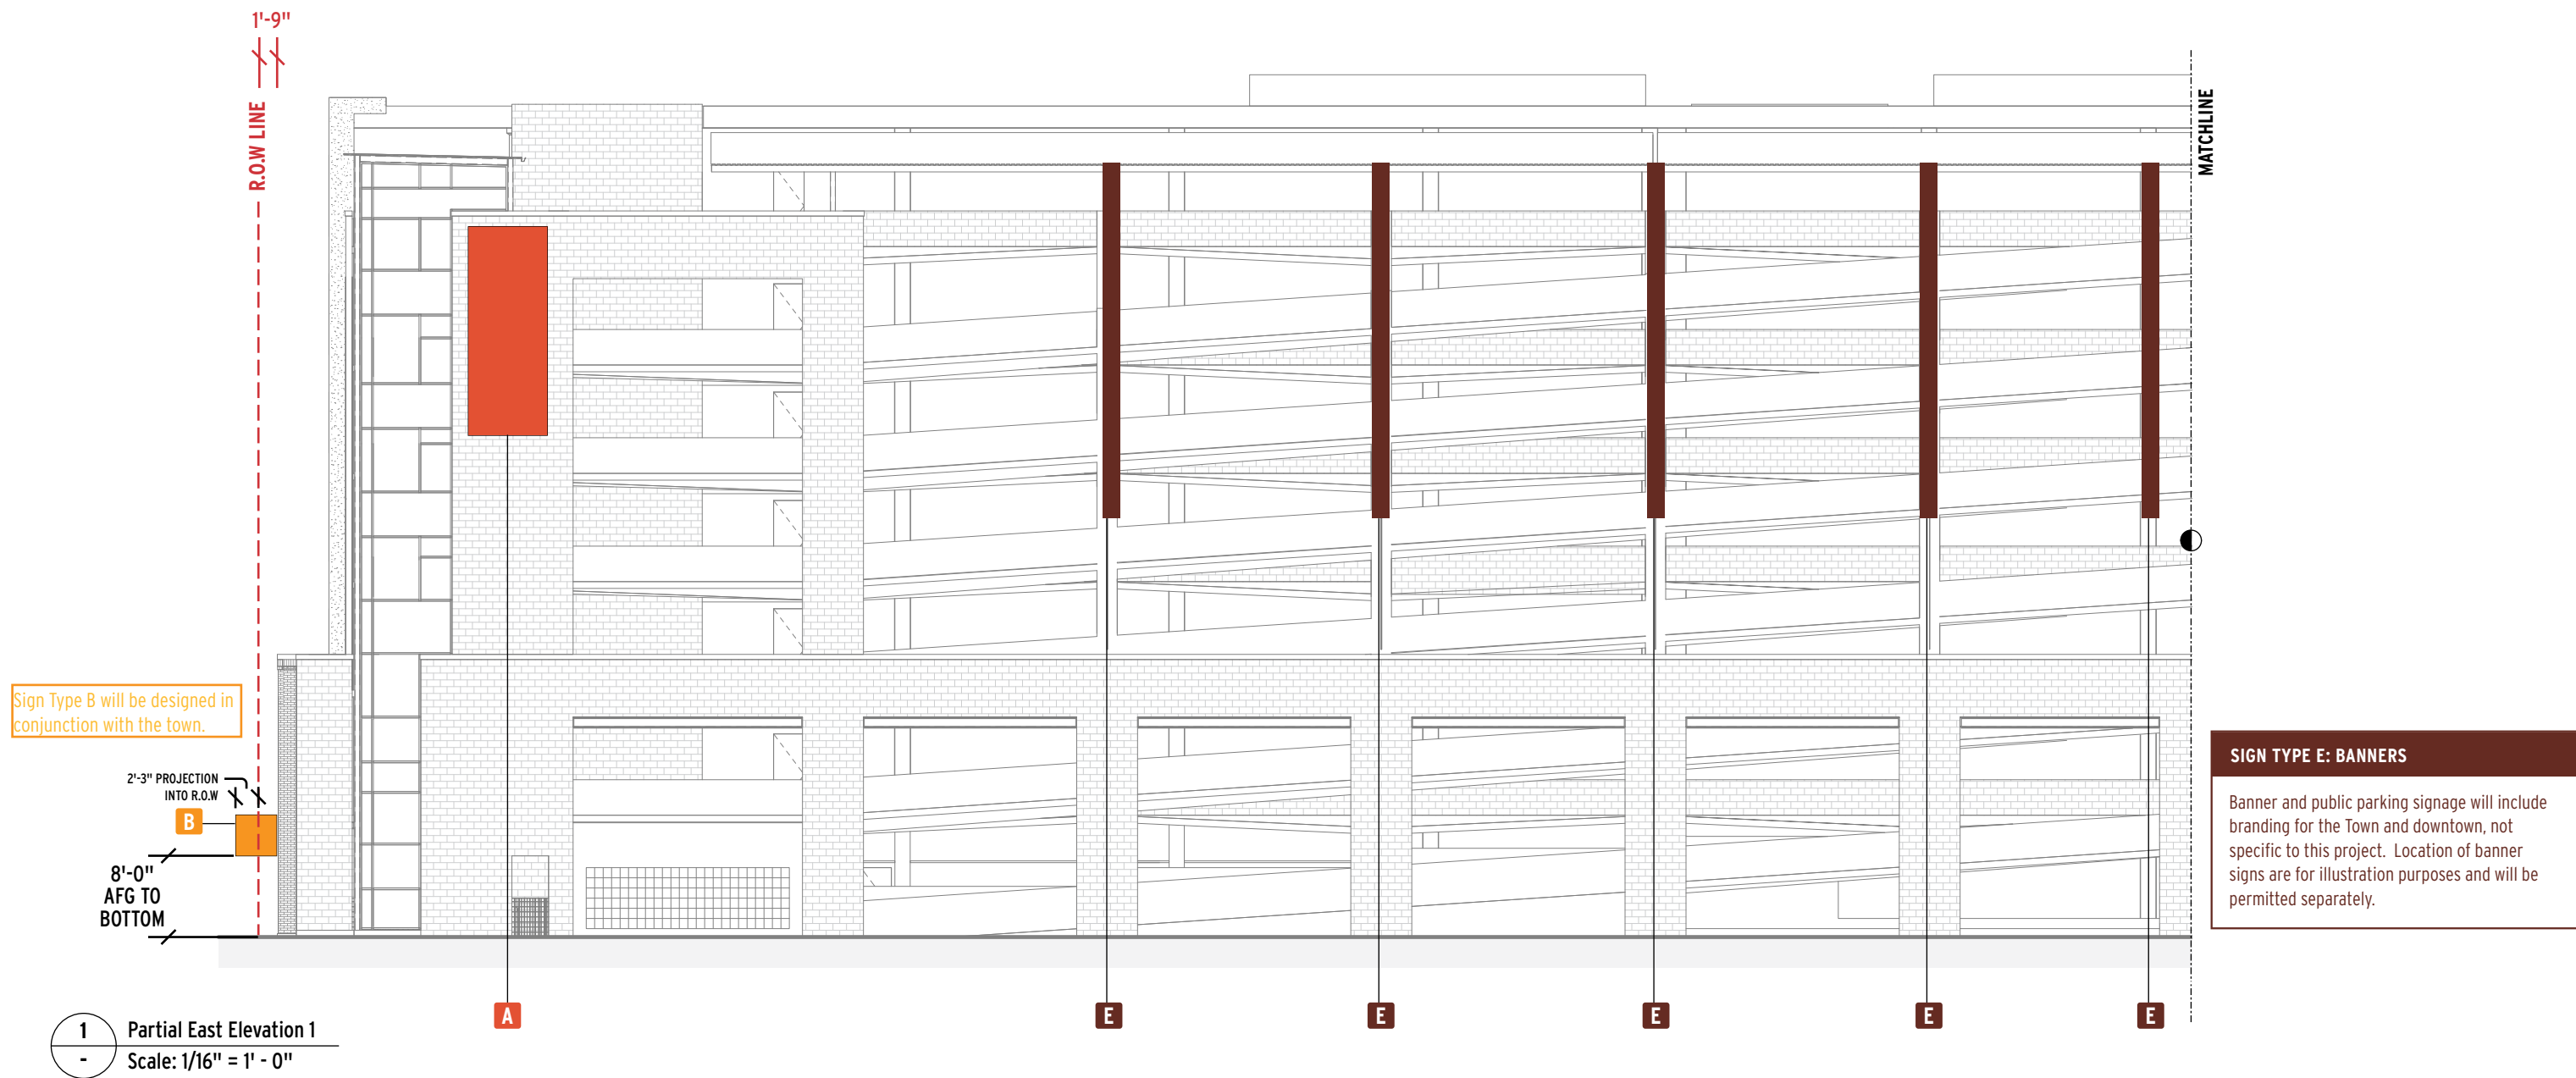 1'-9"
R.O.W LINE
MATCHLINE
Sign Type B will be designed in
conjunction with the town.
2'-3" PROJECTION
INTO R.O.W
B
8'-0"
AFG TO
BOTTOM
SIGN TYPE E: BANNERS
Banner and public parking signage will include
branding for the Town and downtown, not
specific to this project. Location of banner
signs are for illustration purposes and will be
permitted separately.
A
E
E
E
E
E
1
-
Partial East Elevation 1
Scale: 1/16" = 1' - 0"